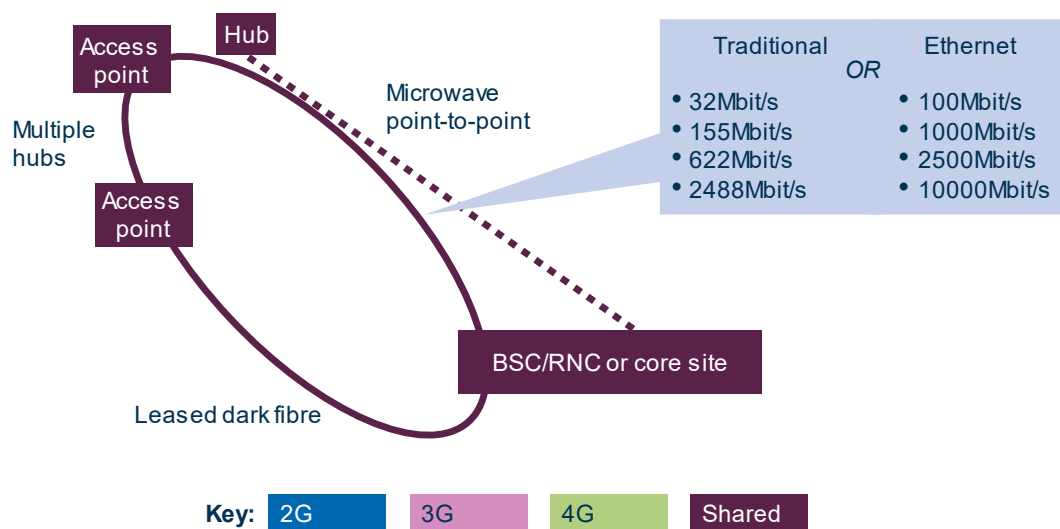 Hub
Access
point
Microwave
point-to-point
Multiple
hubs
Access
point
BSC/RNC or core site
Leased dark fibre
Traditional
OR
Ethernet
• 32Mbit/s
• 155Mbit/s
• 622Mbit/s
• 2488Mbit/s
• 100Mbit/s
• 1000Mbit/s
• 2500Mbit/s
• 10000Mbit/s
Key: 2G 3G 4G Shared